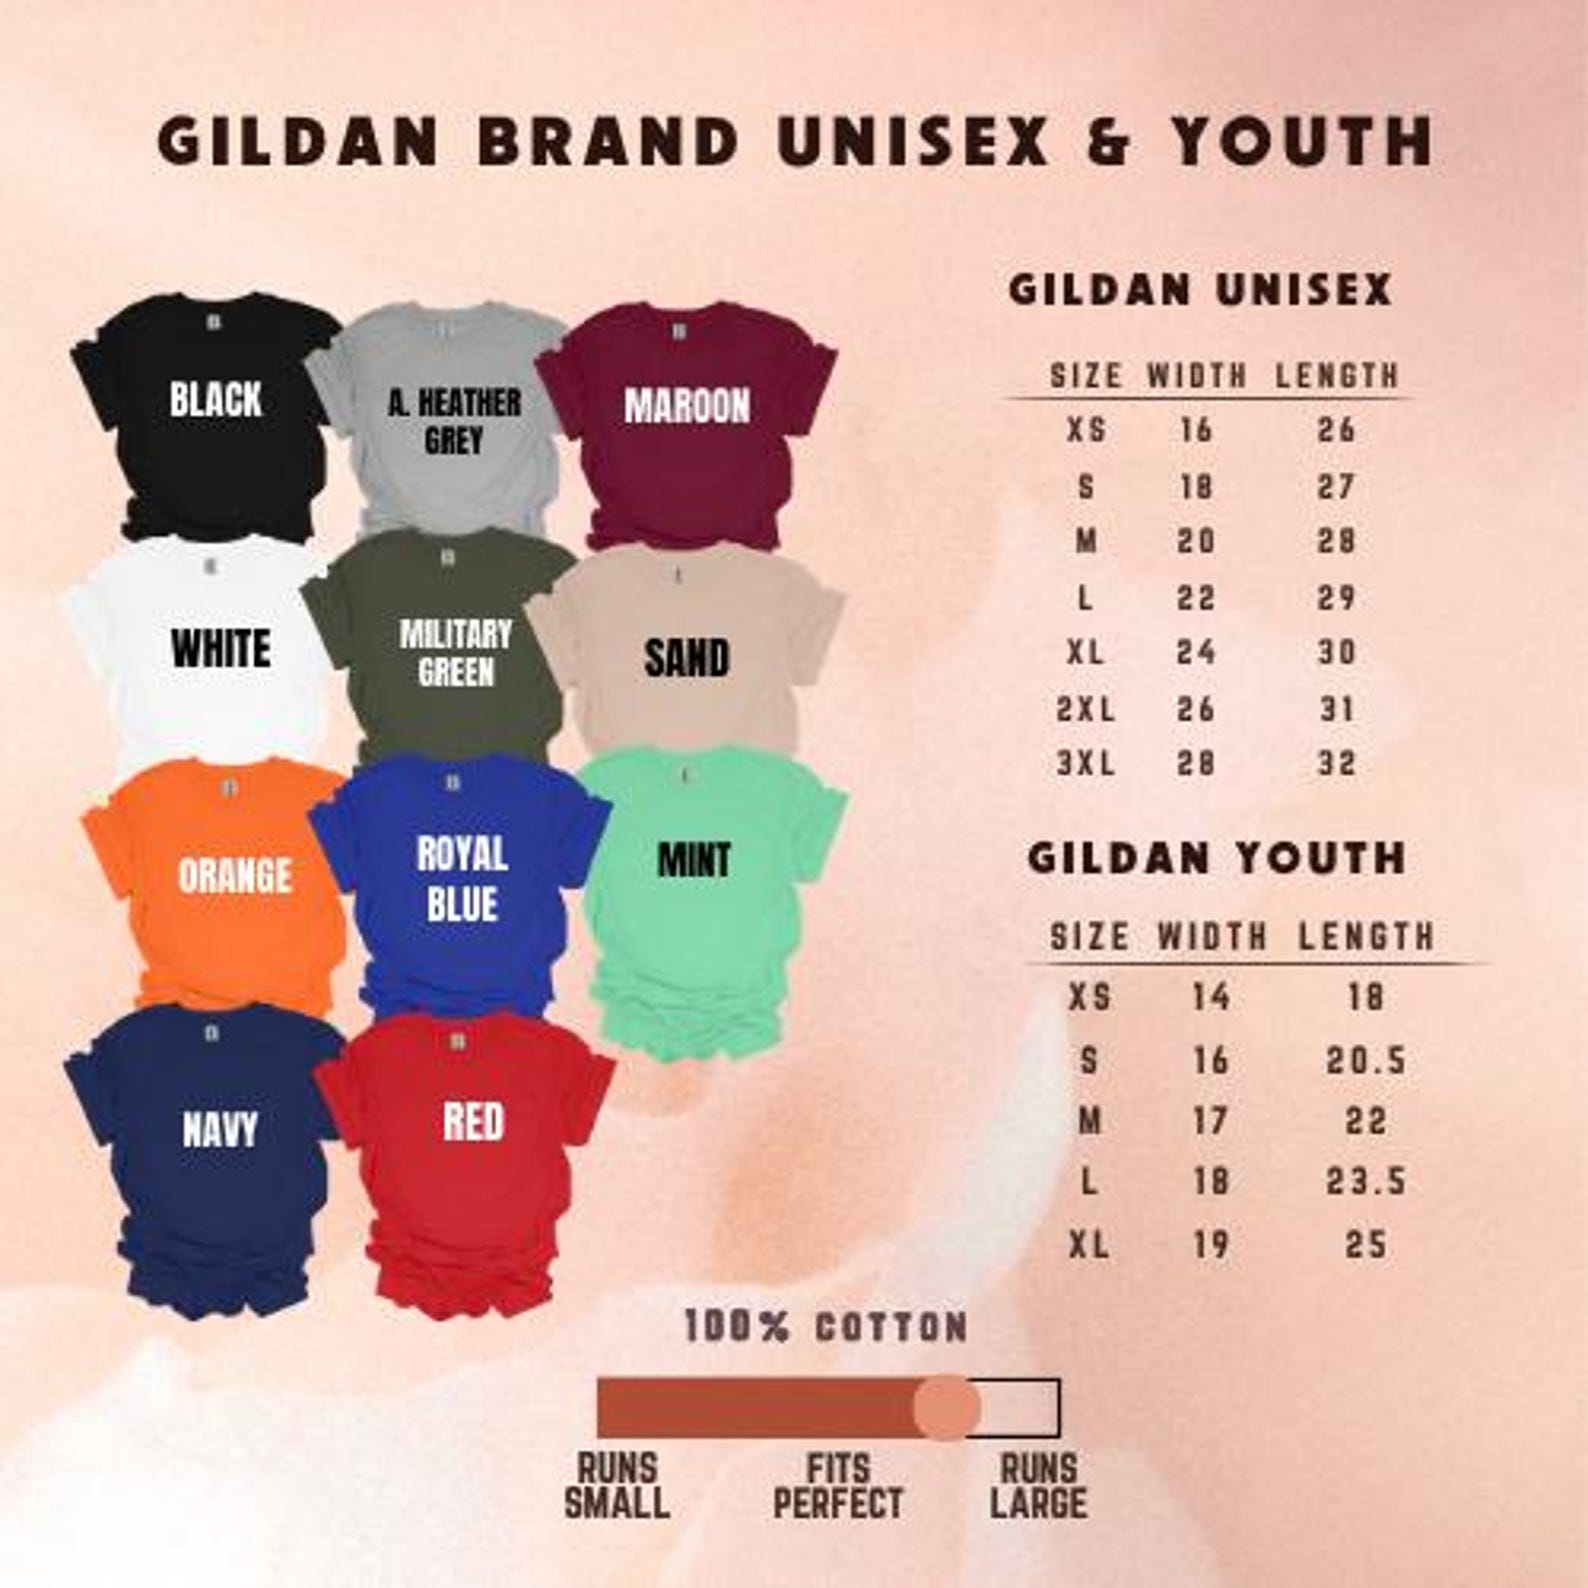 GILDAN BRAND UNISEX & YOUTH
BLACK
A. HEATHER
GREY
MAROON
WHITE
MILITARY
GREEN
SAND
ORANGE
ROYAL
BLUE
MINT
NAVY
RED
GILDAN UNISEX
SIZE WIDTH LENGTH
XS 16 26
S 18 27
M 20 28
L 22 29
XL 24 30
2XL 26 31
3XL 28 32
GILDAN YOUTH
SIZE WIDTH LENGTH
XS 14 18
S 16 20.5
M 17 22
L 18 23.5
XL 19 25
100% COTTON
RUNS
SMALL
FITS
PERFECT
RUNS
LARGE